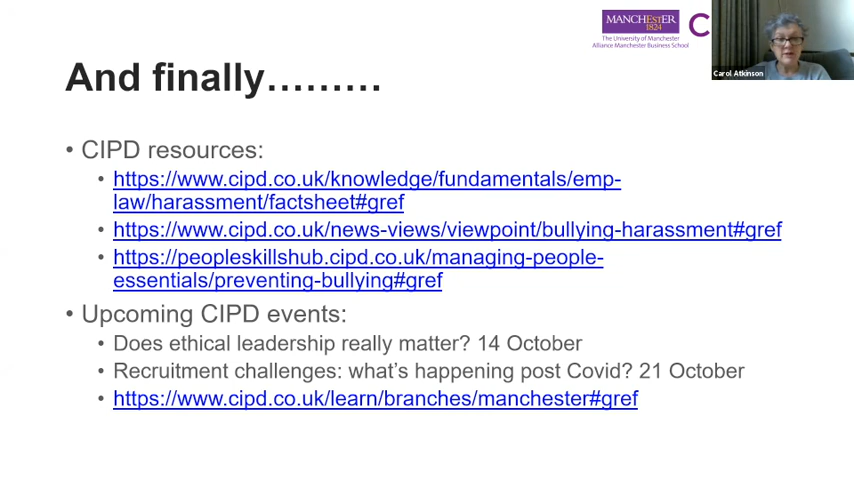 MANCHESTER
1824
The University of Manchester
Alliance Manchester Business School
C
Carol Atkinson
And finally.........
• CIPD resources:
• https://www.cipd.co.uk/knowledge/fundamentals/emp-
law/harassment/factsheet#gref
• https://www.cipd.co.uk/news-views/viewpoint/bullying-harassment#gref
• https://peopleskillshub.cipd.co.uk/managing-people-
essentials/preventing-bullying#gref
• Upcoming CIPD events:
• Does ethical leadership really matter? 14 October
• Recruitment challenges: what’s happening post Covid? 21 October
• https://www.cipd.co.uk/learn/branches/manchester#gref